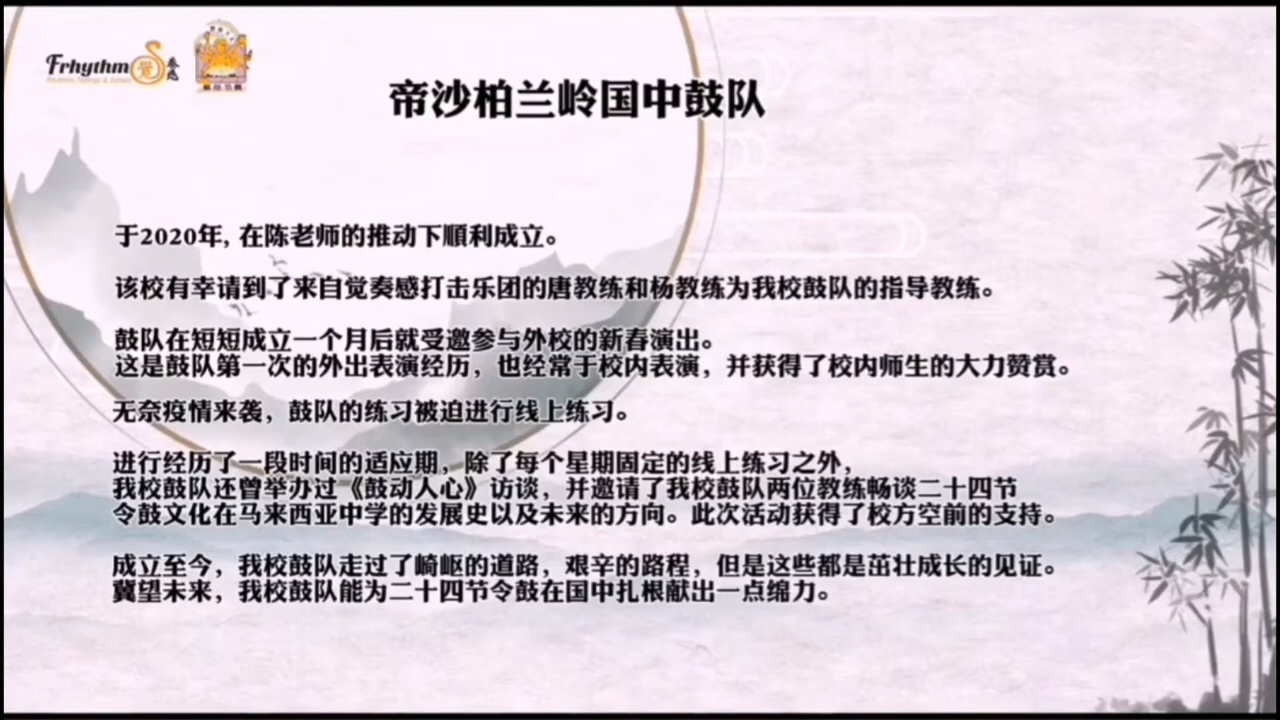 Frhythm
帝沙柏兰岭国中鼓队
于2020年, 在陈老师的推动下順利成立。
该校有幸请到了来自觉奏感打击乐团的唐教练和杨教练为我校鼓队的指导教练。
鼓队在短短成立一个月后就受邀参与外校的新春演出。
这是鼓队第一次的外出表演经历，也经常于校内表演，并获得了校内师生的大力赞赏。
无奈疫情来袭，鼓队的练习被迫进行线上练习。
进行经历了一段时间的适应期，除了每个星期固定的线上练习之外，
我校鼓队还曾举办过《鼓动人心》访谈，并邀请了我校鼓队两位教练畅谈二十四节
令鼓文化在马来西亚中学的发展史以及未来的方向。此次活动获得了校方空前的支持。
成立至今，我校鼓队走过了崎岖的道路，艰辛的路程，但是这些都是茁壮成长的见证。
冀望未来，我校鼓队能为二十四节令鼓在国中扎根献出一点绵力。